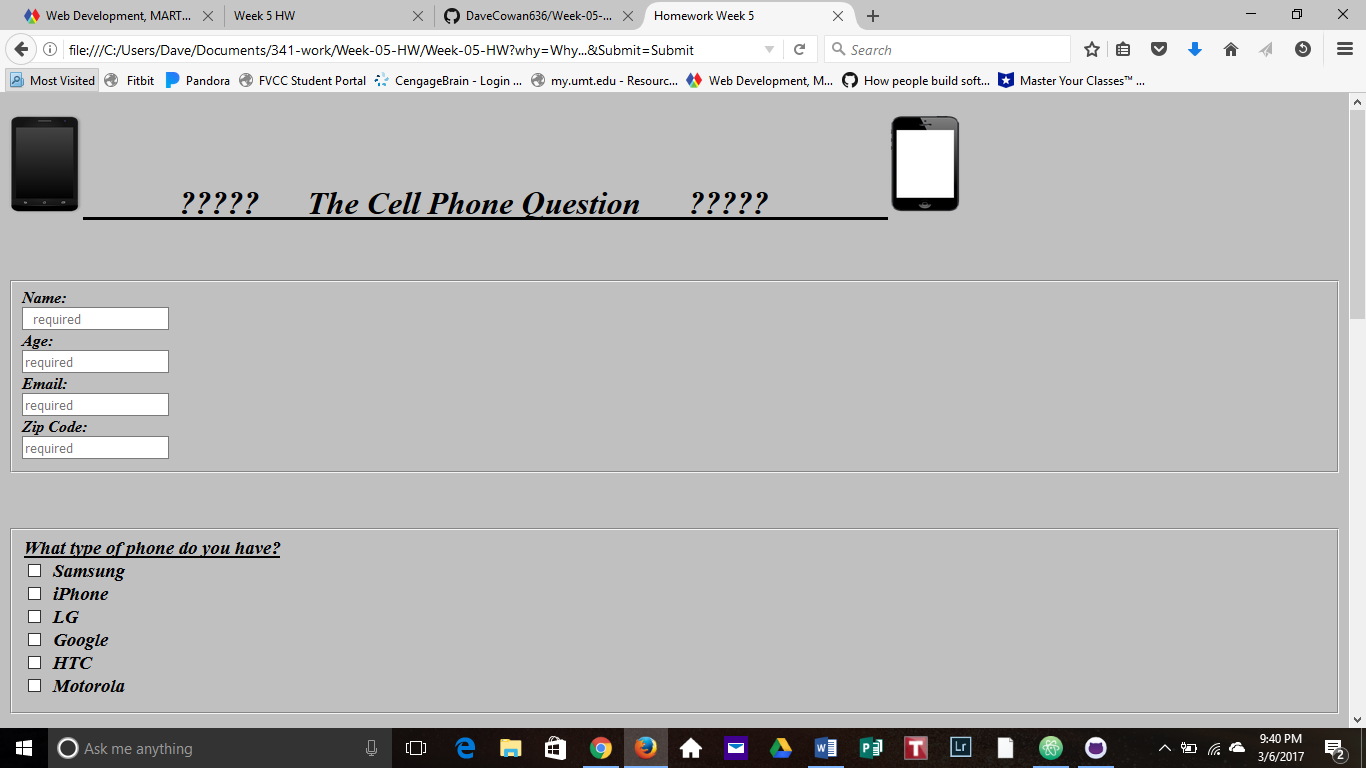 Web Development, MART...
Week 5 HW
DaveCowan636/Week-05-...
Homework Week 5
file:///C:/Users/Dave/Documents/341-work/Week-05-HW/Week-05-HW?why=Why...&Submit=Submit
Search
Most Visited Fitbit Pandora FVCC Student Portal CengageBrain - Login ... my.umt.edu - Resourc... Web Development, M... How people build soft... Master Your Classes™ ...
????? The Cell Phone Question ?????
Name:
required
Age:
required
Email:
required
Zip Code:
required
What type of phone do you have?
Samsung
iPhone
LG
Google
HTC
Motorola
Ask me anything
9:40 PM
3/6/2017
2